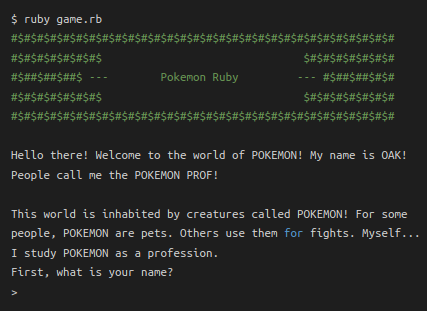 $ ruby game.rb
#$#$#$#$#$#$#$#$#$#$#$#$#$#$#$#$#$#$#$#$#$#$#$#$#$#$#$#$#$#
#$#$#$#$#$#$#$ $#$#$#$#$#$#$#
#$##$##$##$ --- Pokemon Ruby --- #$##$##$#$#
#$#$#$#$#$#$#$ $#$#$#$#$#$#$#
#$#$#$#$#$#$#$#$#$#$#$#$#$#$#$#$#$#$#$#$#$#$#$#$#$#$#$#$#$#
Hello there! Welcome to the world of POKEMON! My name is OAK!
People call me the POKEMON PROF!
This world is inhabited by creatures called POKEMON! For some
people, POKEMON are pets. Others use them for fights. Myself...
I study POKEMON as a profession.
First, what is your name?
>